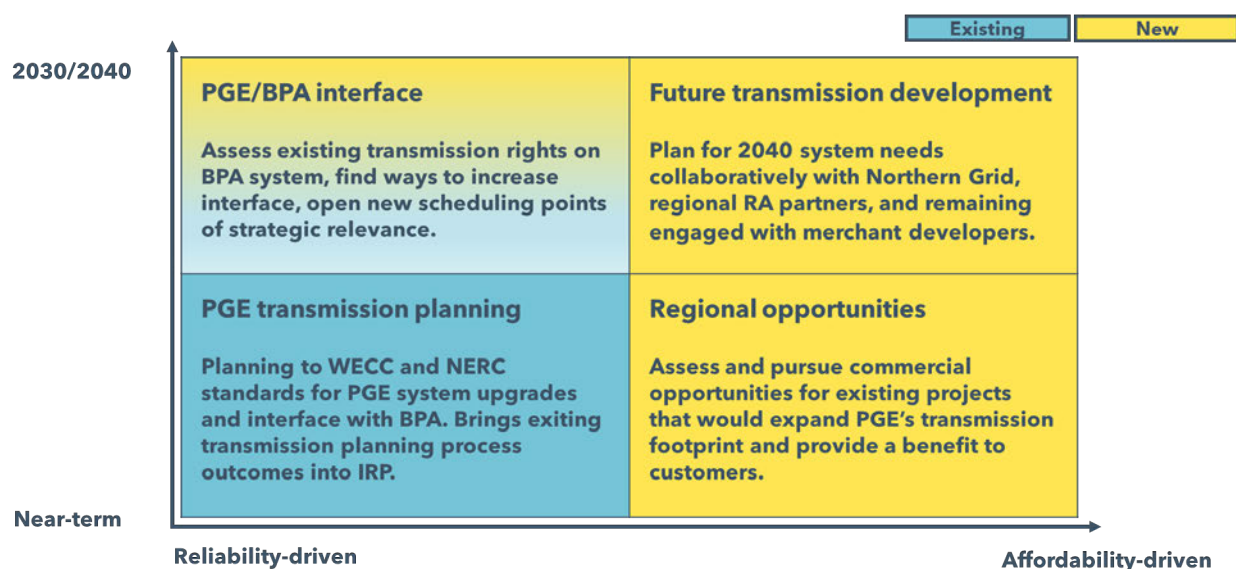 Existing
New
2030/2040
PGE/BPA interface
Assess existing transmission rights on
BPA system, find ways to increase
interface, open new scheduling points
of strategic relevance.
Future transmission development
Plan for 2040 system needs
collaboratively with Northern Grid,
regional RA partners, and remaining
engaged with merchant developers.
PGE transmission planning
Planning to WECC and NERC
standards for PGE system upgrades
and interface with BPA. Brings exiting
transmission planning process
outcomes into IRP.
Regional opportunities
Assess and pursue commercial
opportunities for existing projects
that would expand PGE's transmission
footprint and provide a benefit to
customers.
Near-term
Reliability-driven
Affordability-driven